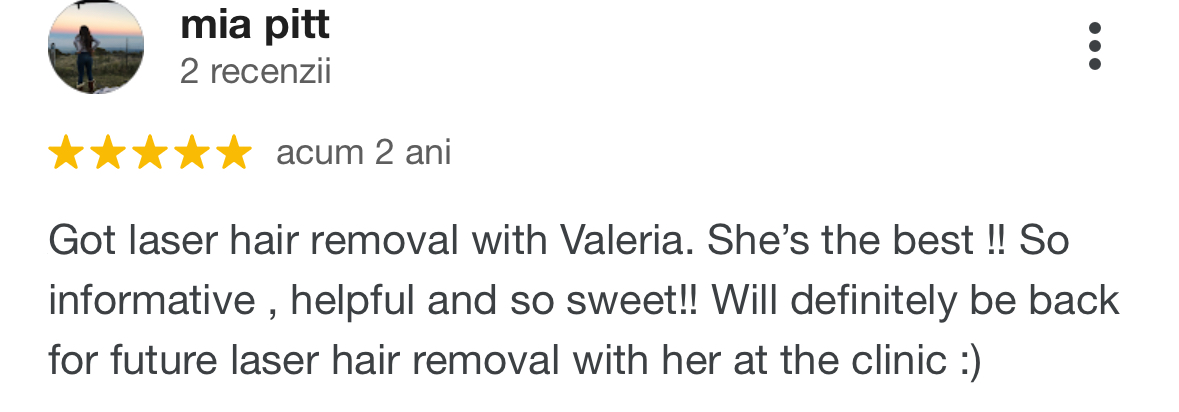 mia pitt
2 recenzii
acum 2 ani
Got laser hair removal with Valeria. She’s the best !! So
informative , helpful and so sweet!! Will definitely be back
for future laser hair removal with her at the clinic :)